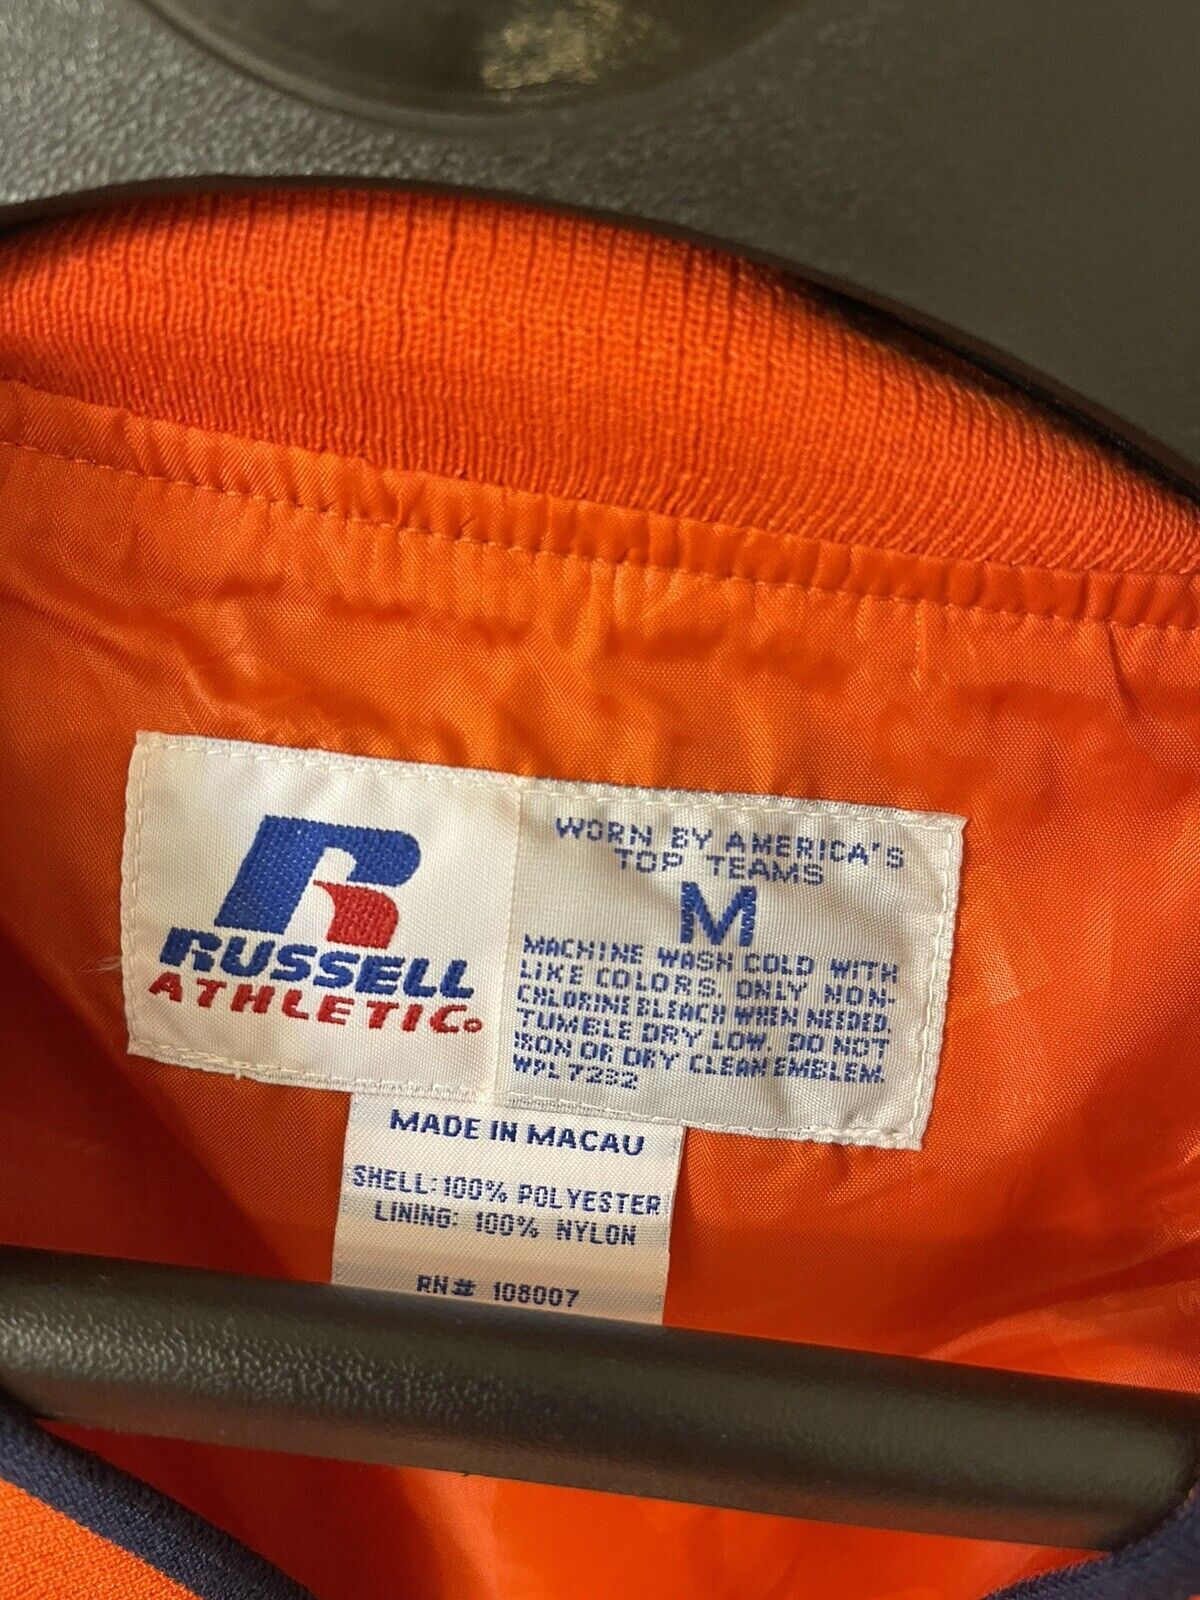 R
RUSSELL
ATHLETIC
WORN BY AMERICA'S
TOP TEAMS
M
MACHINE WASH COLD WITH
LIKE COLORS. ONLY NON-
CHLORINE BLEACH WHEN NEEDED.
TUMBLE DRY LOW. DO NOT
IRON OR DRY CLEAN EMBLEM.
WPL 7232
MADE IN MACAU
SHELL: 100% POLYESTER
LINING: 100% NYLON
RN# 108007